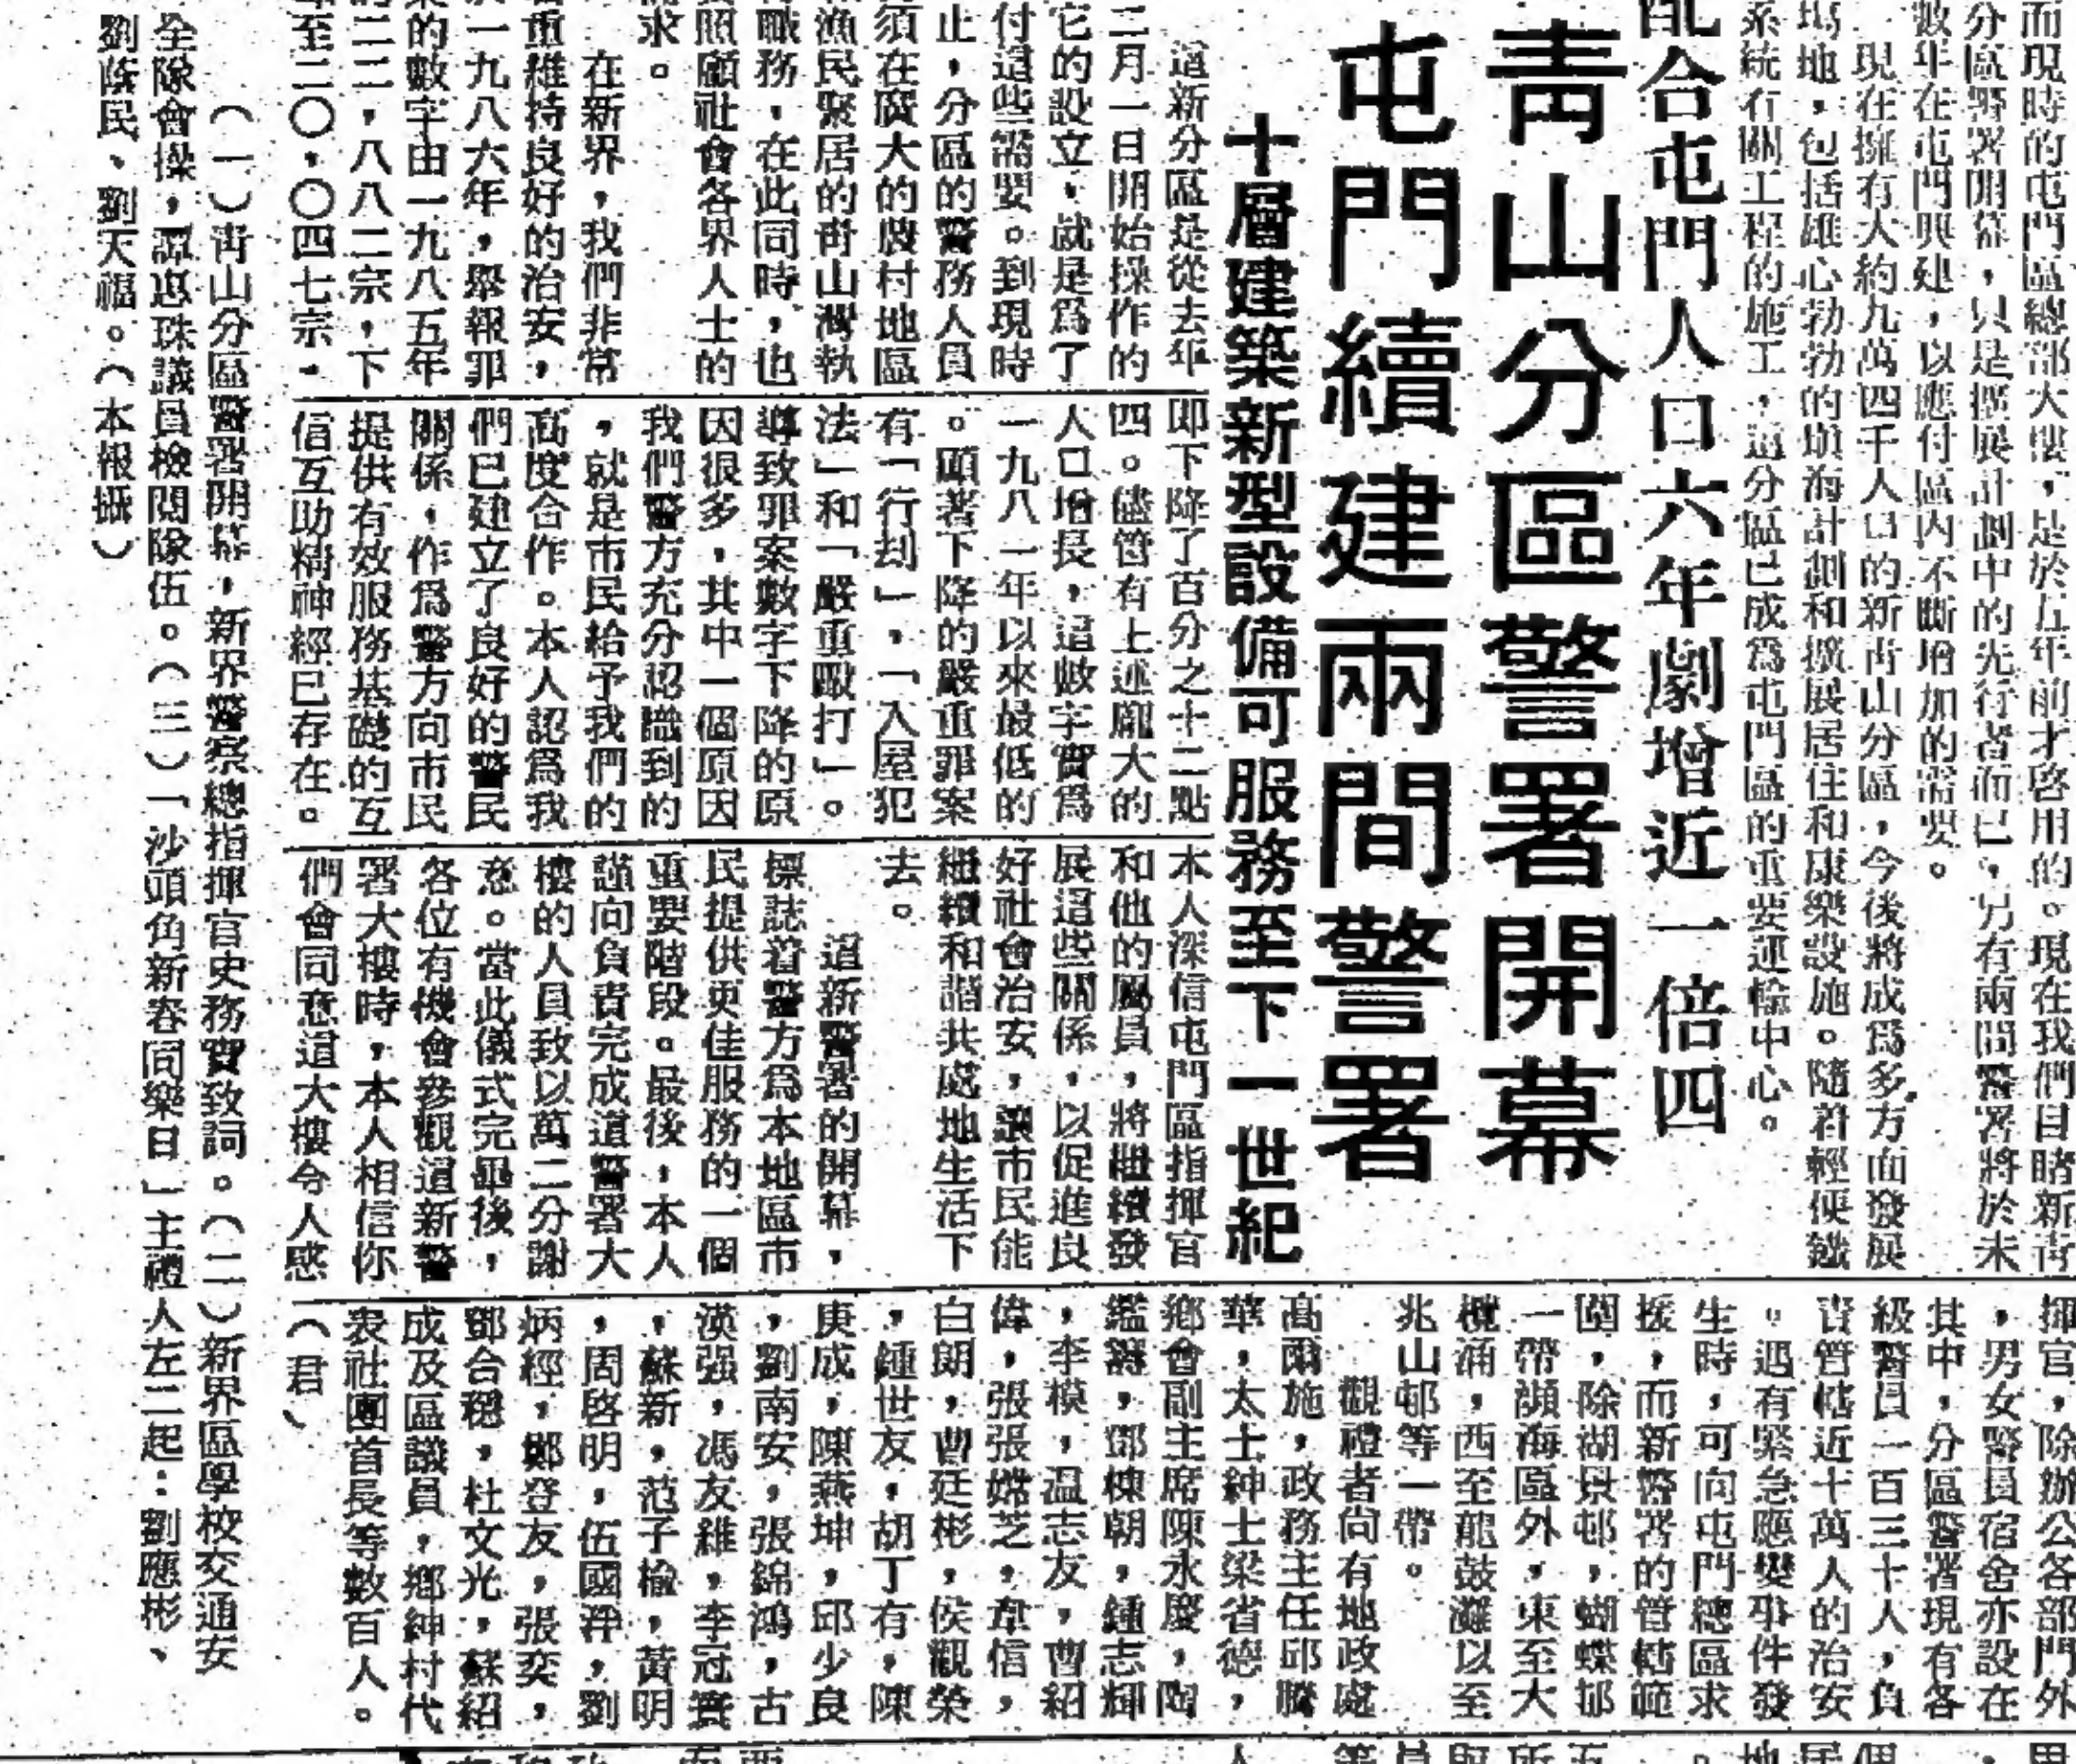 而現時的屯門區總部大樓，是於五年前才啓用的。現在我們目睹新靑
分區警署開幕，只是擴展計劃中的先行者而已，另有兩間警署將於未
數年在屯門興建，以應付區內不斷增加的需要。
現在擁有大約九萬四千人口的新靑山分區，今後將成爲多方面發展
塲地，包括雄心勃勃的塡海計劃和擴展居住和康樂設施。隨着輕便鐵
系統有關工程的施工，這分區已成爲屯門區的重要運輸中心。
配合屯門人口六年劇增近一倍四
靑山分區警署開幕
屯門續建兩間警署
十層建築新型設備可服務至下一世紀
這新分區是從去年
二月一日開始操作的
它的設立，就是爲了
付這些需要。到現時
止，分區的警務人員
須在廣大的農村地區
漁民聚居的靑山灣執
職務，在此同時，也
照顧社會各界人士的
求。
在新界，我們非常
重維持良好的治安，
一九八六年，舉報罪
的數字由一九八五年
二二，八八二宗，下
至二〇，〇四七宗，
即下降了百分之十二點
四。儘管有上述龐大的
人口增長，這數字實爲
一九八一年以來最低的
。顯著下降的嚴重罪案
有「行劫」，「入屋犯
法」和「嚴重毆打」。
導致罪案數字下降的原
因很多，其中一個原因
我們警方充分認識到的
，就是市民給予我們的
高度合作。本人認爲我
們已建立了良好的警民
關係，作爲警方向市民
提供有效服務基礎的互
信互助精神經已存在。
本人深信屯門區指揮官
和他的屬員，將繼續發
展這些關係，以促進良
好社會治安，讓市民能
繼續和諧共處地生活下
去。
這新警署的開幕，
標誌着警方爲本地區市
民提供更佳服務的一個
重要階段。最後，本人
謹向負責完成這警署大
樓的人員致以萬二分謝
意。當此儀式完畢後，
各位有機會參觀這新警
署大樓時，本人相信你
們會同意這大樓令人感
揮官，除辦公各部門外
，男女警員宿舍亦設在
其中，分區警署現有各
級警員一百三十人，負
責管轄近十萬人的治安
。遇有緊急應變事件發
生時，可向屯門總區求
援，而新警署的管轄範
圍，除湖景邨，蝴蝶邨
一帶瀕海區外，東至大
欖涌，西至龍鼓灘以至
兆山邨等一帶。
觀禮者尙有地政處
高爾施，政務主任邱騰
華，太士紳士梁省德，
鄉會副主席陳永慶，陶
鑑籌，鄧棟朝，鍾志輝
，李模，温志友，曹紹
偉，張張嫦芝，韋信，
白朗，曹廷彬，侯觀榮
，鍾世友，胡丁有，陳
庚成，陳燕坤，邱少良
，劉南安，張錦鴻，古
漢强，馮友維，李冠寰
，蘇新，范子楡，黃明
，周啓明，伍國淨，劉
炳經，鄭登友，張奕，
鄧合穩，杜文光，蘇紹
成及區議員，鄉紳村代
表社團首長等數百人。
（君）
（一）靑山分區警署開幕，新界警察總指揮官史務寶致詞。（二）新界區學校交通安
全隊會操，譚惠珠議員檢閱隊伍。（三）「沙頭角新春同樂日」主禮人左二起：劉應彬、
劉蔭民、劉天福。（本報攝）